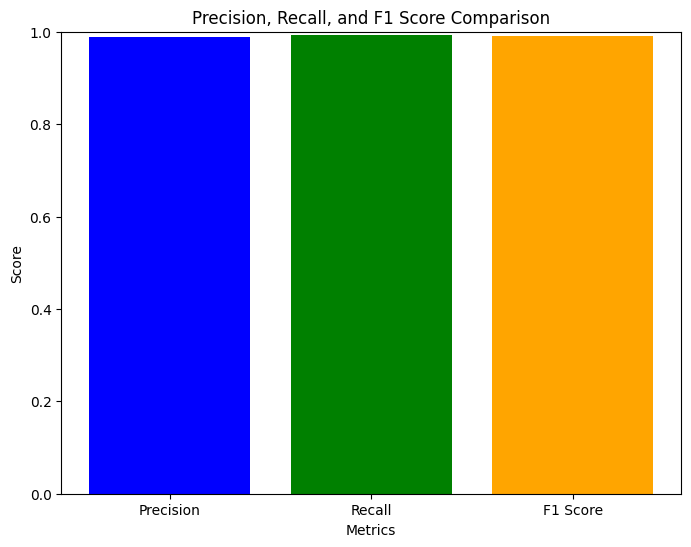 Precision, Recall, and F1 Score Comparison
1.0
0.8
0.6
0.4
0.2
0.0
Score
Precision
Recall
F1 Score
Metrics